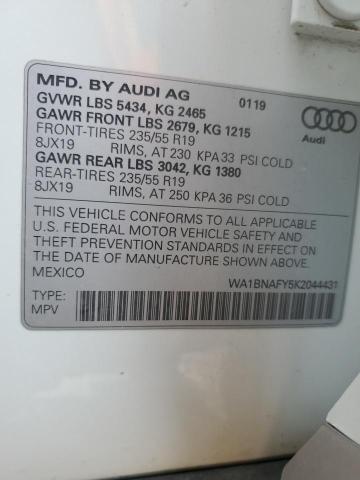 MFD. BY AUDI AG 0119
GVWR LBS 5434, KG 2465
GAWR FRONT LBS 2679, KG 1215
FRONT-TIRES 235/55 R19
8JX19 RIMS, AT 230 KPA 33 PSI COLD
GAWR REAR LBS 3042, KG 1380
REAR-TIRES 235/55 R19
8JX19 RIMS, AT 250 KPA 36 PSI COLD
Audi
THIS VEHICLE CONFORMS TO ALL APPLICABLE
U.S. FEDERAL MOTOR VEHICLE SAFETY AND
THEFT PREVENTION STANDARDS IN EFFECT ON
THE DATE OF MANUFACTURE SHOWN ABOVE.
MEXICO
WA1BNAFY5K2044431
TYPE:
MPV